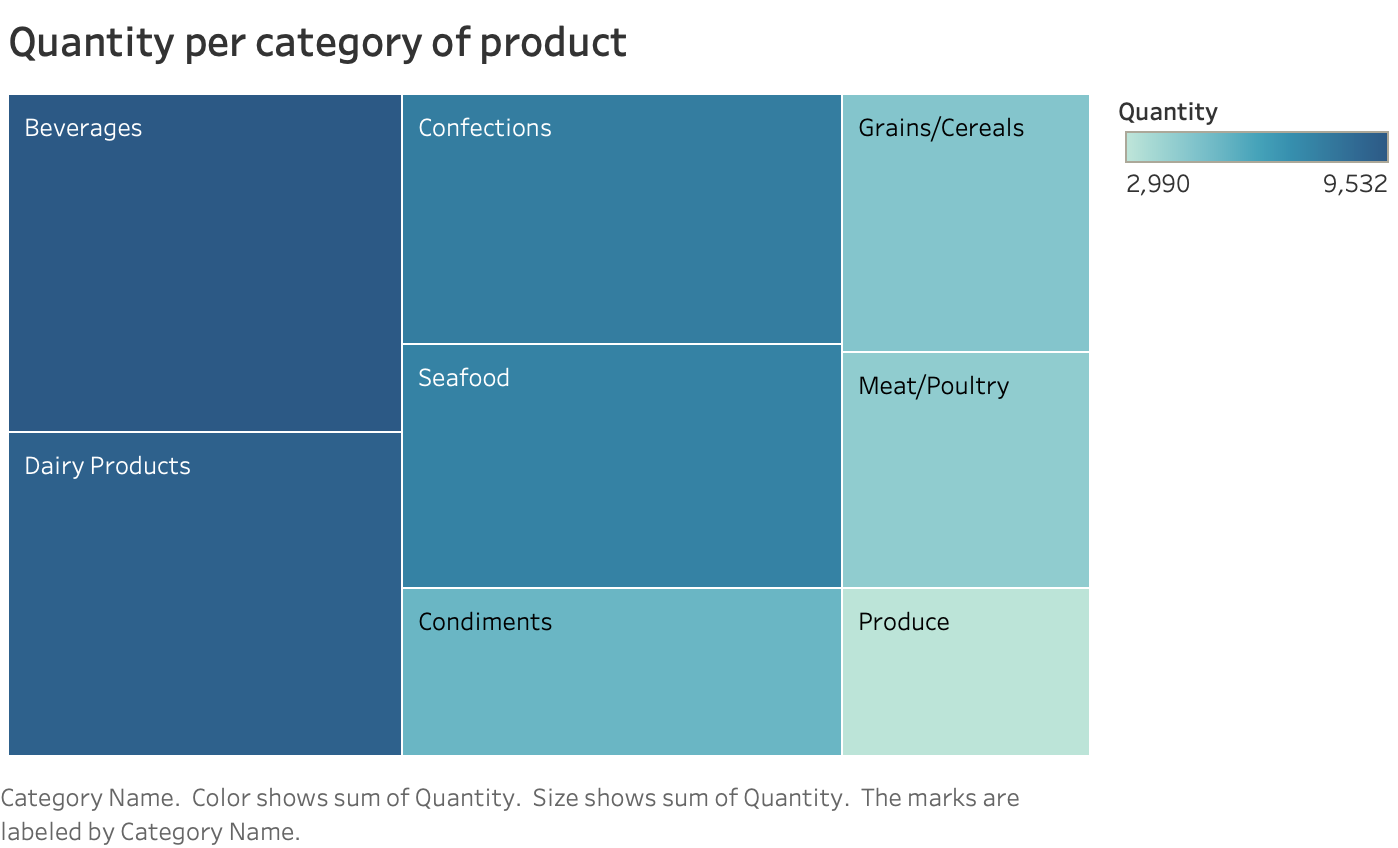 Quantity per category of product
Beverages
Dairy Products
Confections
Seafood
Condiments
Grains/Cereals
Meat/Poultry
Produce
Quantity
2,990 9,532
Category Name.  Color shows sum of Quantity.  Size shows sum of Quantity.  The marks are
labeled by Category Name.